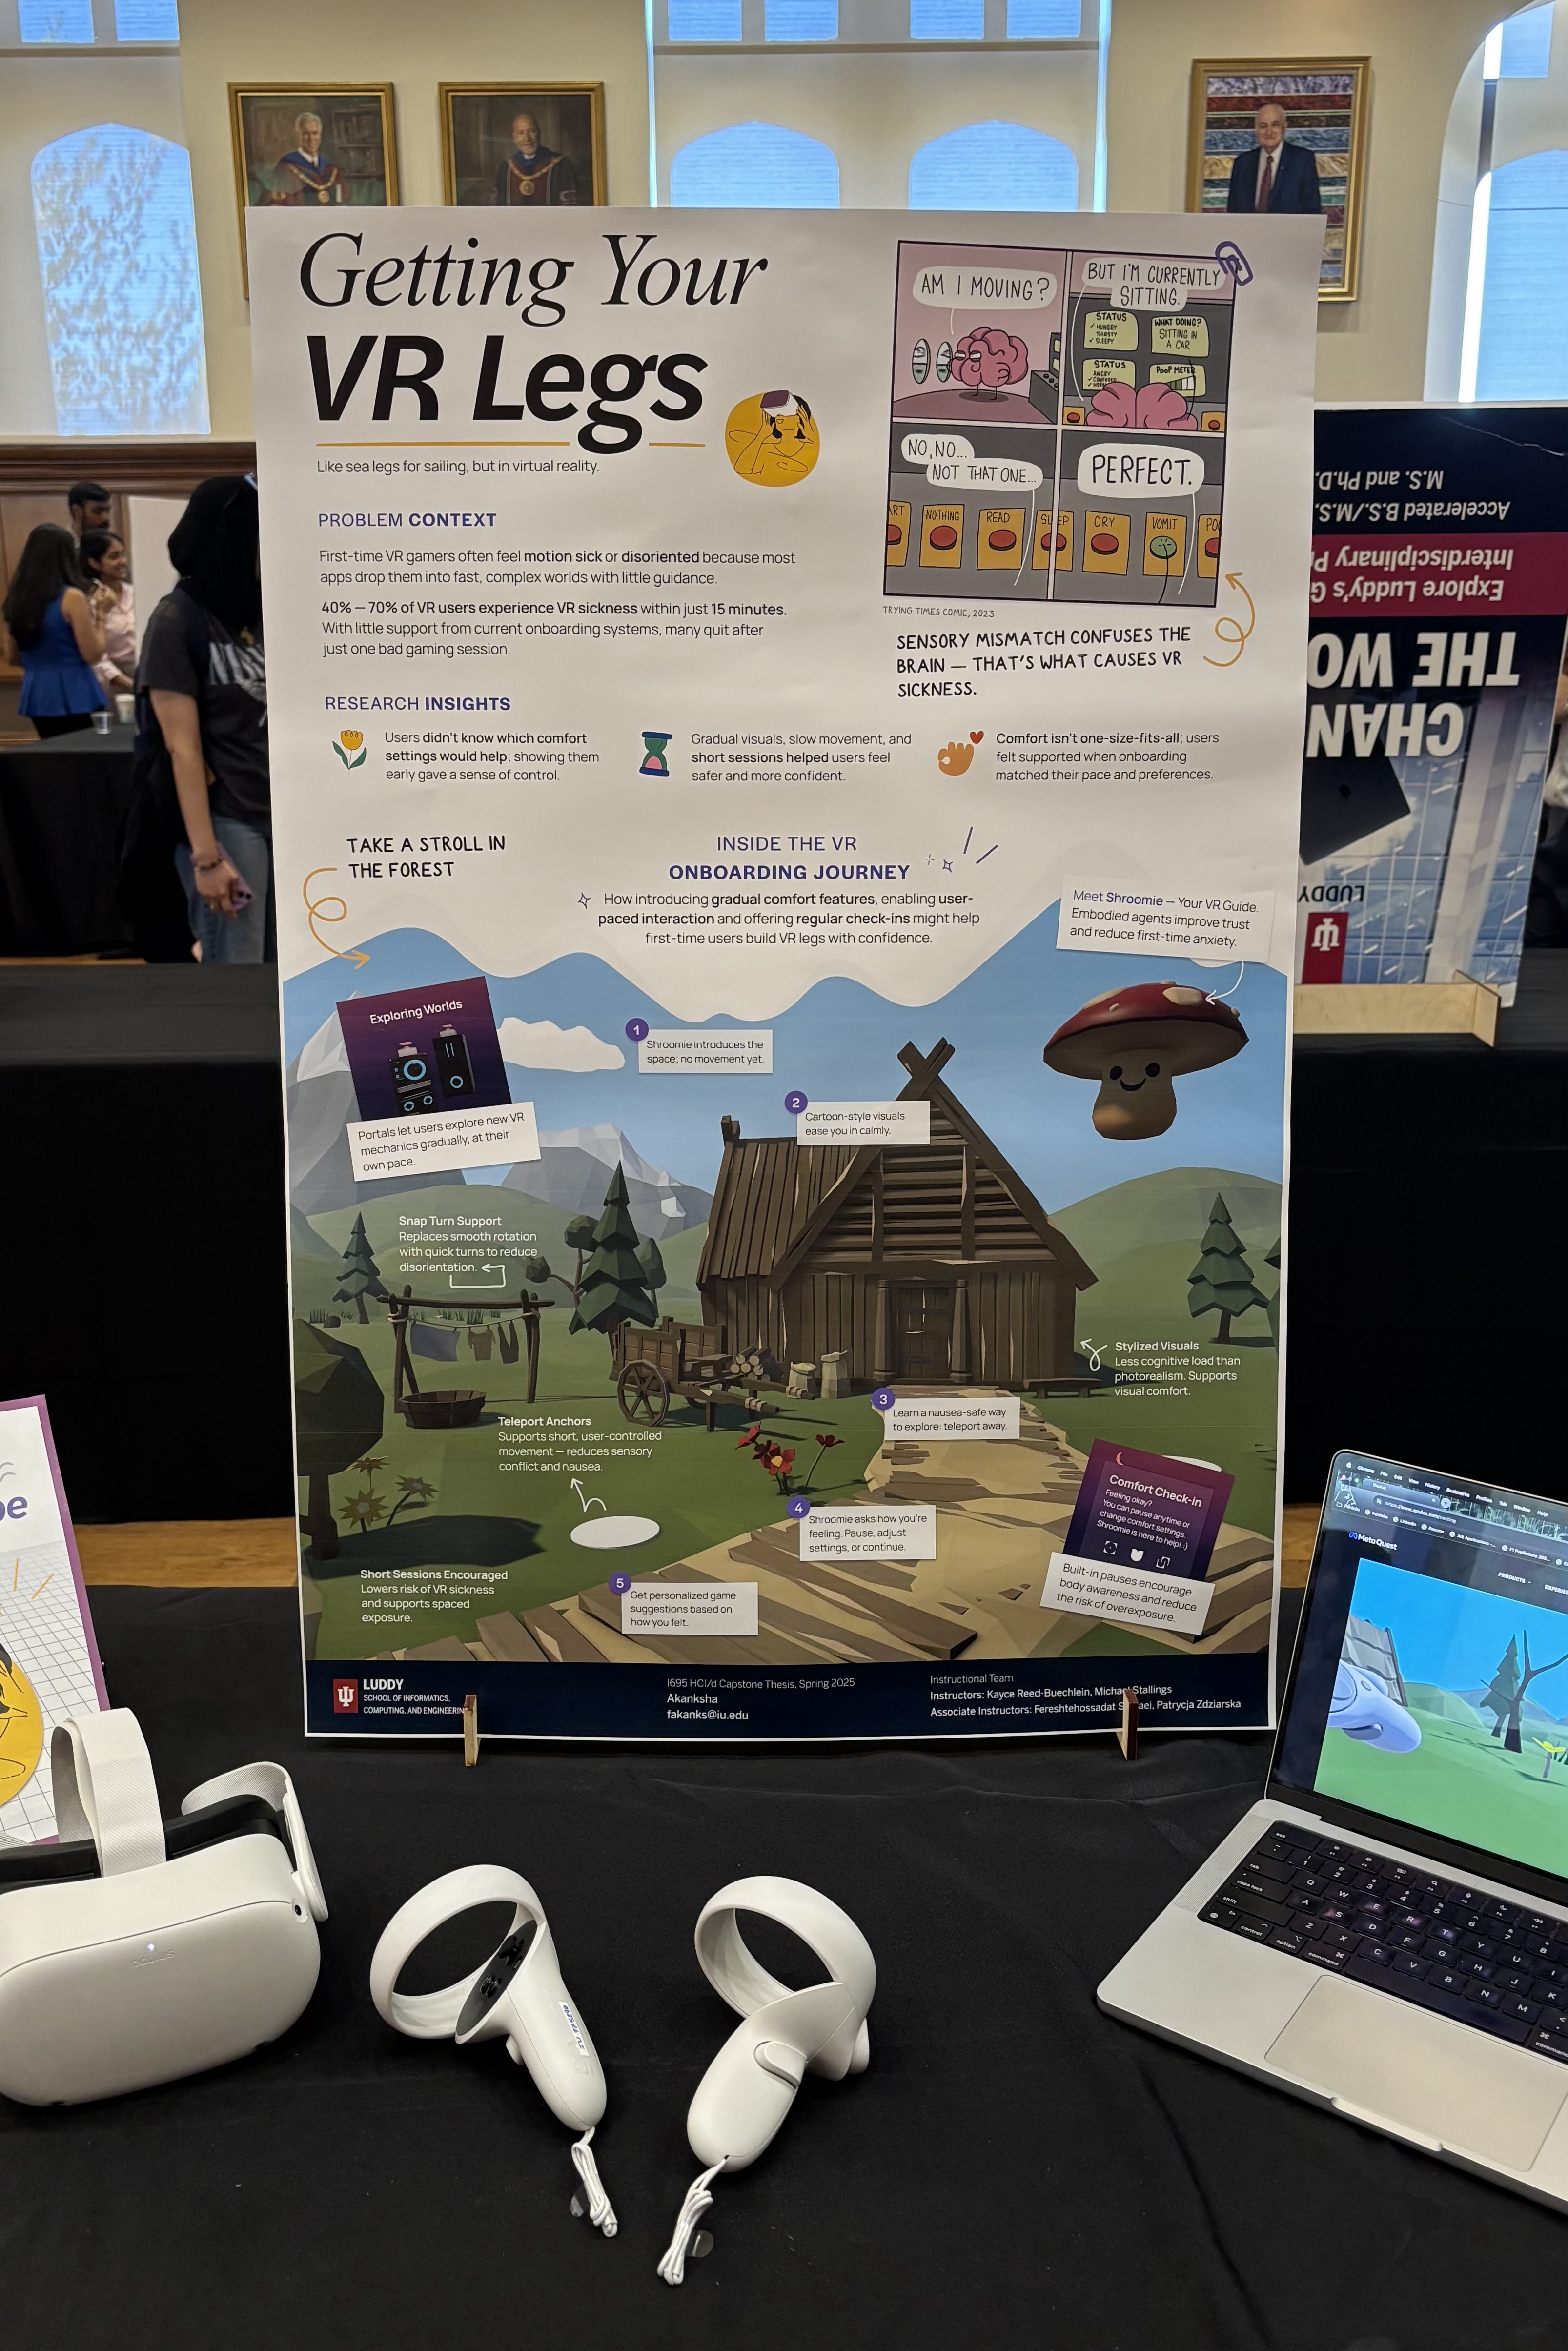 Getting Your
VR Legs
Like sea legs for sailing, but in virtual reality.
PROBLEM CONTEXT
First-time VR gamers often feel motion sick or disoriented because most
apps drop them into fast, complex worlds with little guidance.
40% — 70% of VR users experience VR sickness within just 15 minutes.
With little support from current onboarding systems, many quit after
just one bad gaming session.
AM I MOVING?
BUT I'M CURRENTLY
SITTING.
STATUS
✓ HUNGRY
THIRSTY
✓ SLEEPY
WHAT DOING?
SITTING IN
A CAR
STATUS
ANGRY
✓ CONFUSED
POOP METER
NO, NO...
NOT THAT ONE...
NOTHING
READ
SLEEP
CRY
PERFECT.
VOMIT
TRYING TIMES COMIC, 2023
SENSORY MISMATCH CONFUSES THE
BRAIN — THAT'S WHAT CAUSES VR
SICKNESS.
RESEARCH INSIGHTS
Users didn't know which comfort
settings would help; showing them
early gave a sense of control.
Gradual visuals, slow movement, and
short sessions helped users feel
safer and more confident.
Comfort isn't one-size-fits-all; users
felt supported when onboarding
matched their pace and preferences.
TAKE A STROLL IN
THE FOREST
INSIDE THE VR
ONBOARDING JOURNEY
How introducing gradual comfort features, enabling user-
paced interaction and offering regular check-ins might help
first-time users build VR legs with confidence.
Meet Shroomie — Your VR Guide.
Embodied agents improve trust
and reduce first-time anxiety.
Exploring Worlds
Portals let users explore new VR
mechanics gradually, at their
own pace.
1
Shroomie introduces the
space; no movement yet.
2
Cartoon-style visuals
ease you in calmly.
Snap Turn Support
Replaces smooth rotation
with quick turns to reduce
disorientation.
Stylized Visuals
Less cognitive load than
photorealism. Supports
visual comfort.
3
Learn a nausea-safe way
to explore: teleport away.
Teleport Anchors
Supports short, user-controlled
movement — reduces sensory
conflict and nausea.
4
Shroomie asks how you're
feeling. Pause, adjust
settings, or continue.
Comfort Check-in
Feeling okay?
You can pause anytime or
change comfort settings.
Shroomie is here to help! :)
Built-in pauses encourage
body awareness and reduce
the risk of overexposure.
Short Sessions Encouraged
Lowers risk of VR sickness
and supports spaced
exposure.
5
Get personalized game
suggestions based on
how you felt.
LUDDY
SCHOOL OF INFORMATICS,
COMPUTING, AND ENGINEERING
I695 HCI/d Capstone Thesis, Spring 2025
Akanksha
fakanks@iu.edu
Instructional Team
Instructors: Kayce Reed-Buechlein, Michael Stallings
Associate Instructors: Fereshtehossadat, Patrycja Zdziarska
LUDDY
CHAN
THE WO
Explore Luddy's G
Interdisciplinary P
Accelerated B.S./M.S.
M.S. and Ph.D.
Meta Quest
PRODUCTS
oculus